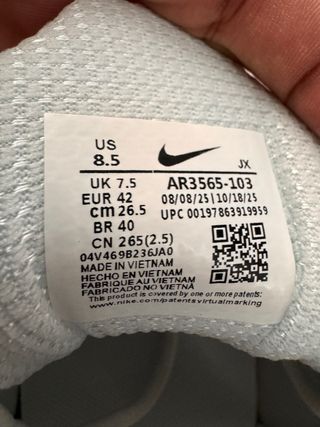 US
8.5
JX
UK 7.5 AR3565-103
EUR 42 08/08/25|10/18/25
cm 26.5 UPC 00197863919959
BR 40
CN 265(2.5)
04V469B236JA0
MADE IN VIETNAM
HECHO EN VIETNAM
FABRIQUE AU VIETNAM
FABRICADO NO VIETNÃ
This product is covered by one or more patents:
www.nike.com/patentsvirtualmarking